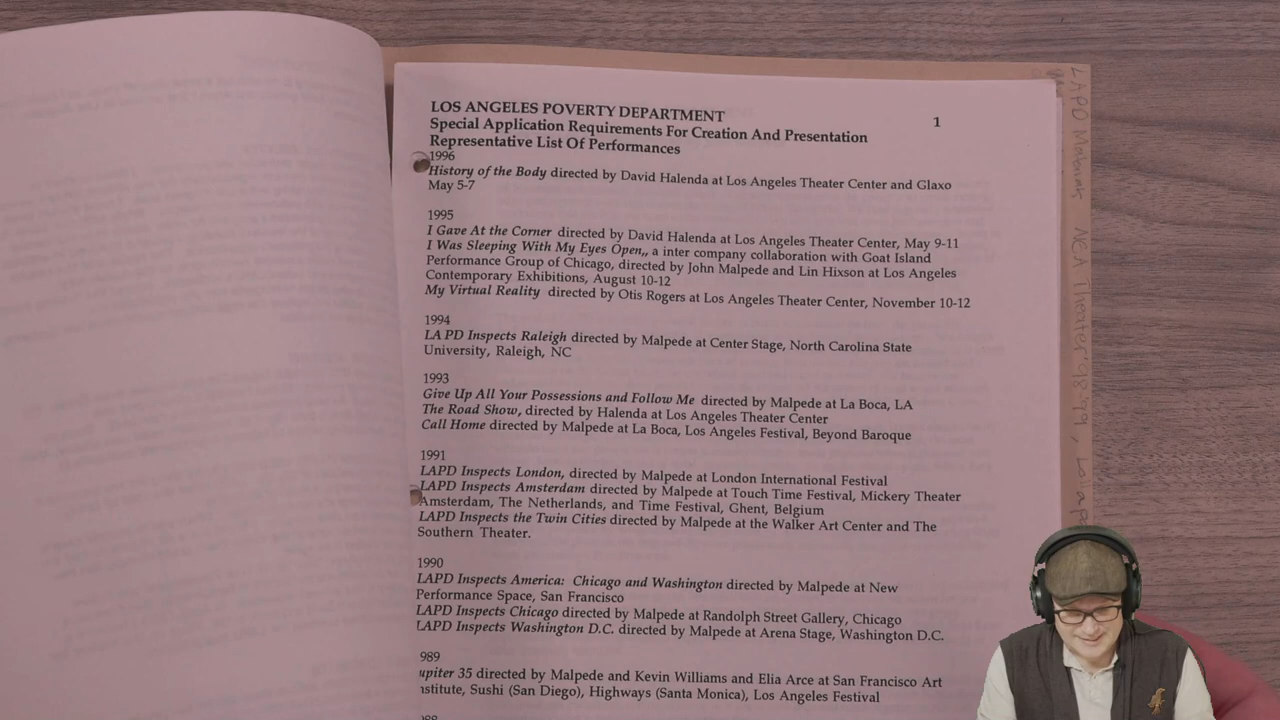 LOS ANGELES POVERTY DEPARTMENT
1
Special Application Requirements For Creation And Presentation
Representative List Of Performances
1996
History of the Body directed by David Halenda at Los Angeles Theater Center and Glaxo
May 5-7
1995
I Gave At the Corner directed by David Halenda at Los Angeles Theater Center, May 9-11
I Was Sleeping With My Eyes Open,, a inter company collaboration with Goat Island
Performance Group of Chicago, directed by John Malpede and Lin Hixson at Los Angeles
Contemporary Exhibitions, August 10-12
My Virtual Reality directed by Otis Rogers at Los Angeles Theater Center, November 10-12
1994
LA PD Inspects Raleigh directed by Malpede at Center Stage, North Carolina State
University, Raleigh, NC
1993
Give Up All Your Possessions and Follow Me directed by Malpede at La Boca, LA
The Road Show, directed by Halenda at Los Angeles Theater Center
Call Home directed by Malpede at La Boca, Los Angeles Festival, Beyond Baroque
1991
LAPD Inspects London, directed by Malpede at London International Festival
LAPD Inspects Amsterdam directed by Malpede at Touch Time Festival, Mickery Theater
Amsterdam, The Netherlands, and Time Festival, Ghent, Belgium
LAPD Inspects the Twin Cities directed by Malpede at the Walker Art Center and The
Southern Theater.
1990
LAPD Inspects America: Chicago and Washington directed by Malpede at New
Performance Space, San Francisco
LAPD Inspects Chicago directed by Malpede at Randolph Street Gallery, Chicago
LAPD Inspects Washington D.C. directed by Malpede at Arena Stage, Washington D.C.
989
upiter 35 directed by Malpede and Kevin Williams and Elia Arce at San Francisco Art
nstitute, Sushi (San Diego), Highways (Santa Monica), Los Angeles Festival
LAPD NEA Theater